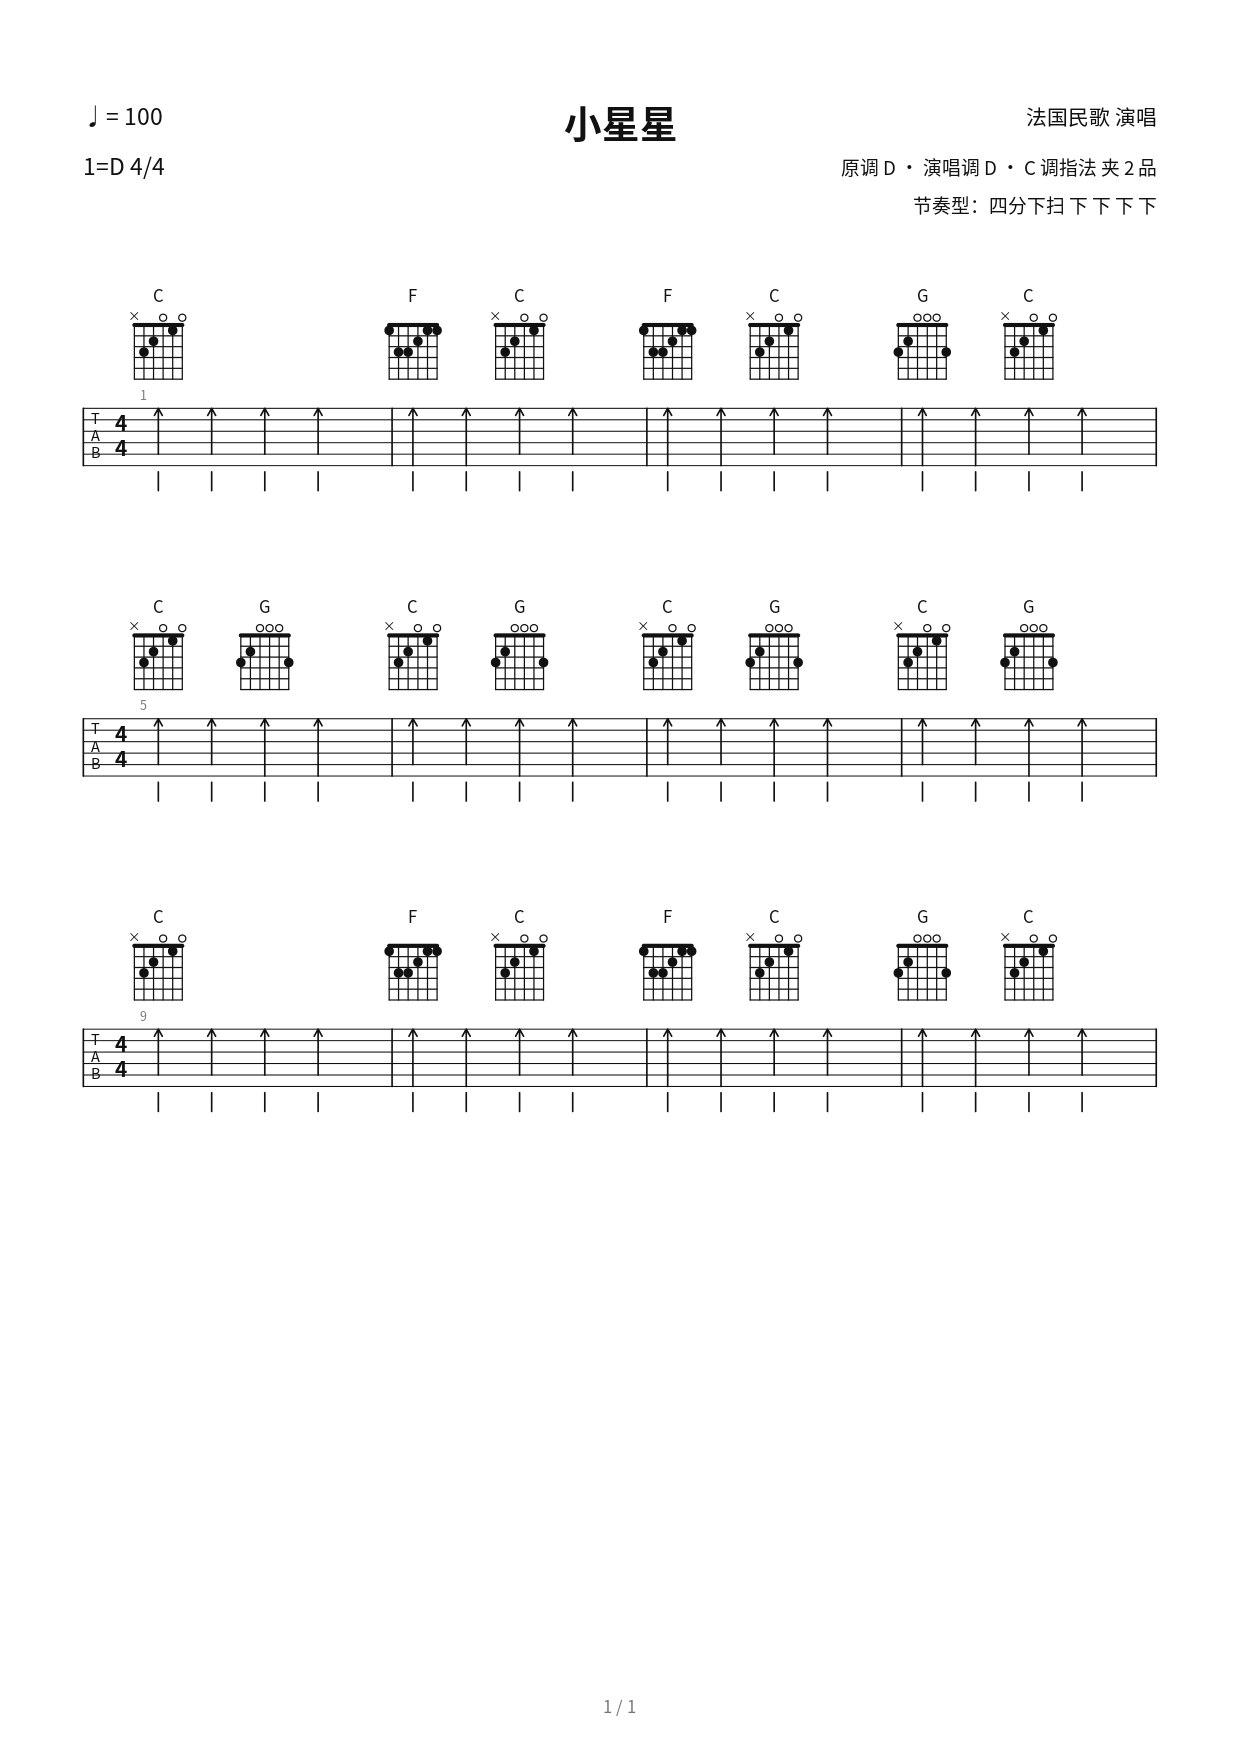 ♩= 100
小星星
法国民歌 演唱
1=D 4/4
原调 D · 演唱调 D · C 调指法 夹 2 品
节奏型：四分下扫 下 下 下 下
C F C F C G C
1
T A B 4 4
C G C G C G C G
5
T A B 4 4
C F C F C G C
9
T A B 4 4
1 / 1